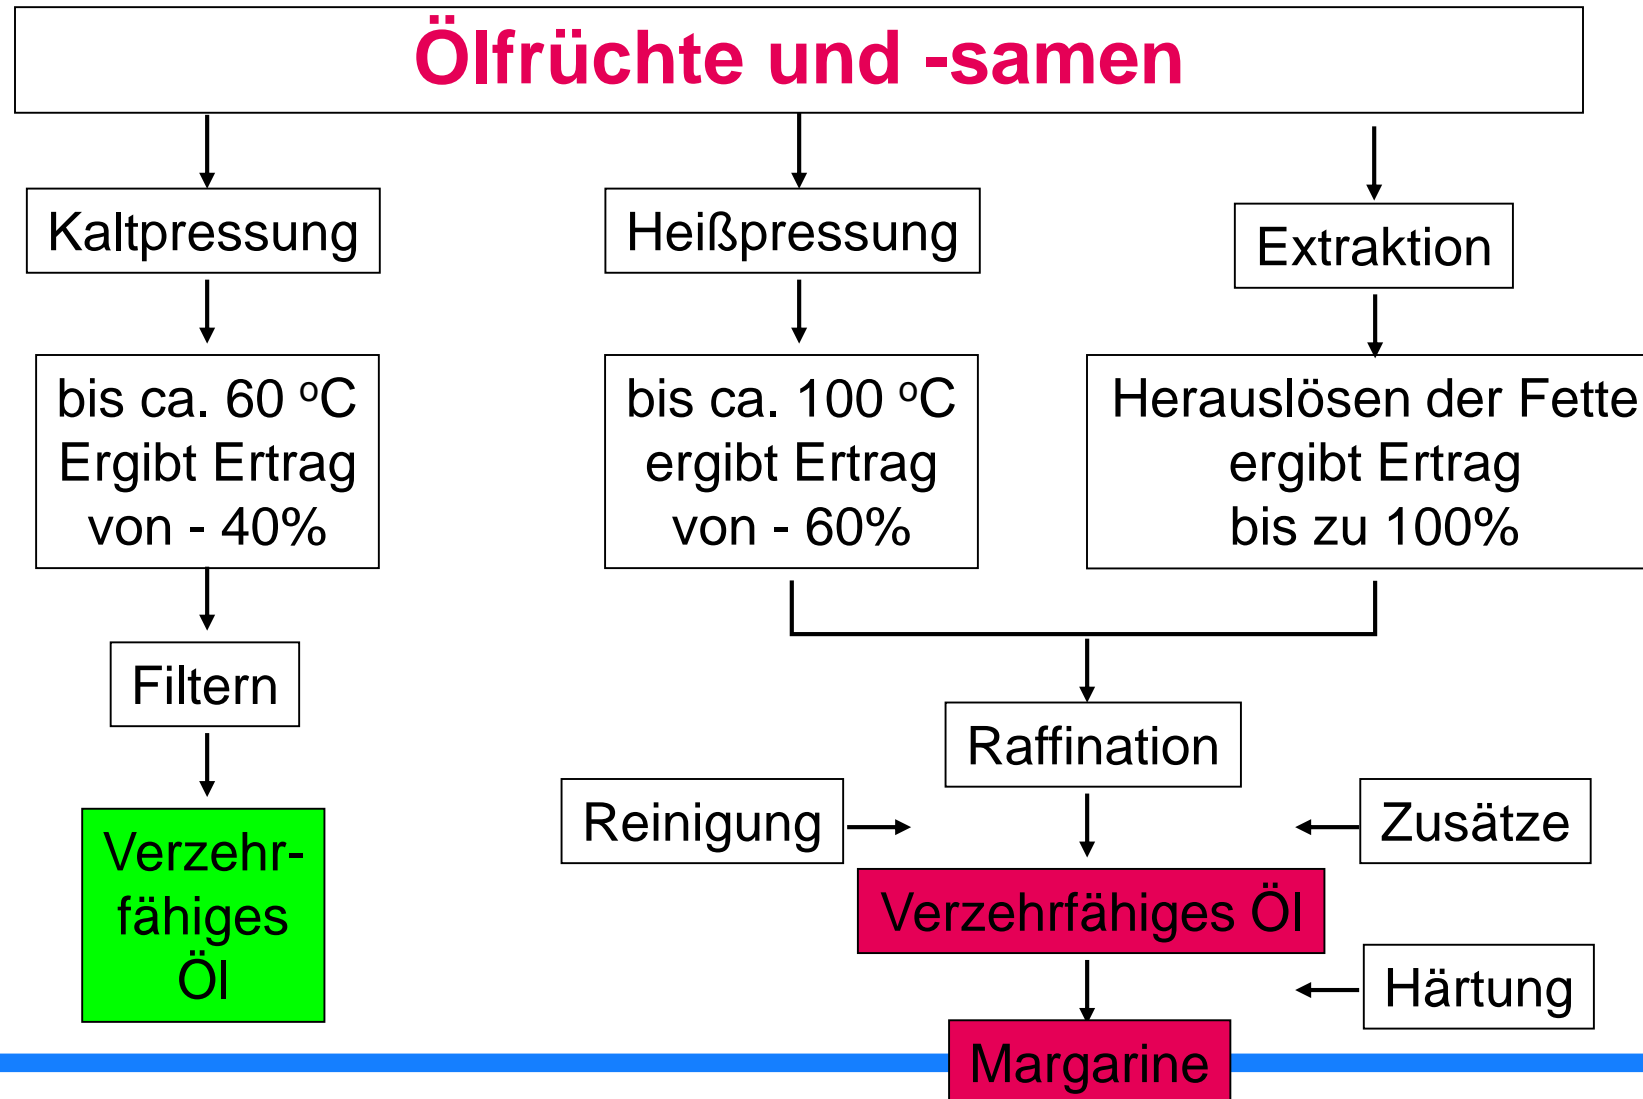 Ölfrüchte und -samen
Kaltpressung
bis ca. 60 °C
Ergibt Ertrag
von - 40%
Filtern
Verzehr-
fähiges
Öl
Heißpressung
bis ca. 100 °C
ergibt Ertrag
von - 60%
Extraktion
Herauslösen der Fette
ergibt Ertrag
bis zu 100%
Raffination
Reinigung
Zusätze
Verzehrfähiges Öl
Härtung
Margarine